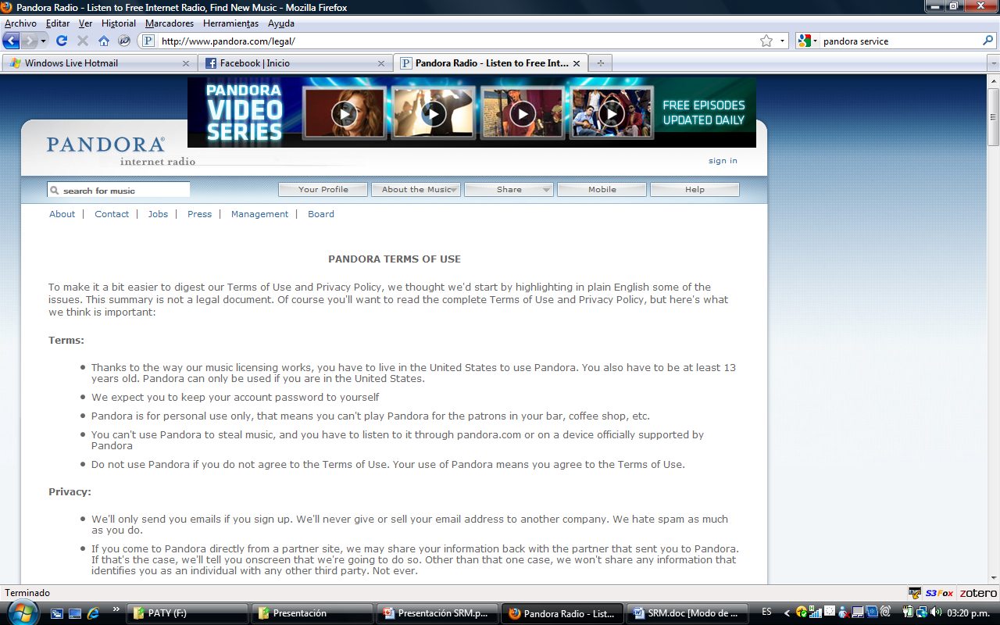 Pandora Radio - Listen to Free Internet Radio, Find New Music - Mozilla Firefox
Archivo Editar Ver Historial Marcadores Herramientas Ayuda
http://www.pandora.com/legal/ pandora service
Windows Live Hotmail Facebook | Inicio Pandora Radio - Listen to Free Int...
PANDORA
VIDEO
SERIES
FREE EPISODES
UPDATED DAILY
PANDORA®
internet radio
sign in
search for music Your Profile About the Music Share Mobile Help
About | Contact | Jobs | Press | Management | Board
PANDORA TERMS OF USE
To make it a bit easier to digest our Terms of Use and Privacy Policy, we thought we'd start by highlighting in plain English some of the
issues. This summary is not a legal document. Of course you'll want to read the complete Terms of Use and Privacy Policy, but here's what
we think is important:
Terms:
• Thanks to the way our music licensing works, you have to live in the United States to use Pandora. You also have to be at least 13
years old. Pandora can only be used if you are in the United States.
• We expect you to keep your account password to yourself
• Pandora is for personal use only, that means you can't play Pandora for the patrons in your bar, coffee shop, etc.
• You can't use Pandora to steal music, and you have to listen to it through pandora.com or on a device officially supported by
Pandora
• Do not use Pandora if you do not agree to the Terms of Use. Your use of Pandora means you agree to the Terms of Use.
Privacy:
• We'll only send you emails if you sign up. We'll never give or sell your email address to another company. We hate spam as much
as you do.
• If you come to Pandora directly from a partner site, we may share your information back with the partner that sent you to Pandora.
If that's the case, we'll tell you onscreen that we're going to do so. Other than that one case, we won't share any information that
identifies you as an individual with any other third party. Not ever.
Terminado S3Fox zotero
PATY (F:) Presentación Presentación SRM.p... Pandora Radio - List... SRM.doc [Modo de ... ES 03:20 p.m.